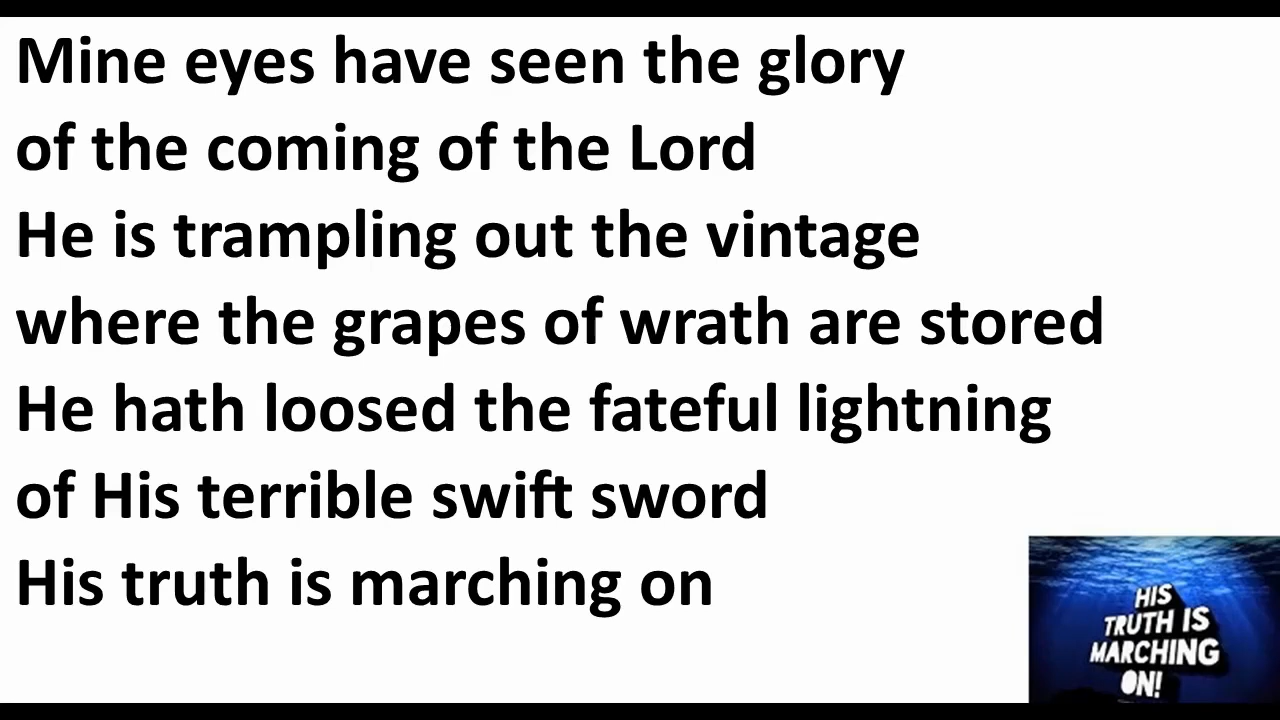 Mine eyes have seen the glory
of the coming of the Lord
He is trampling out the vintage
where the grapes of wrath are stored
He hath loosed the fateful lightning
of His terrible swift sword
His truth is marching on
HIS
TRUTH IS
MARCHING
ON!